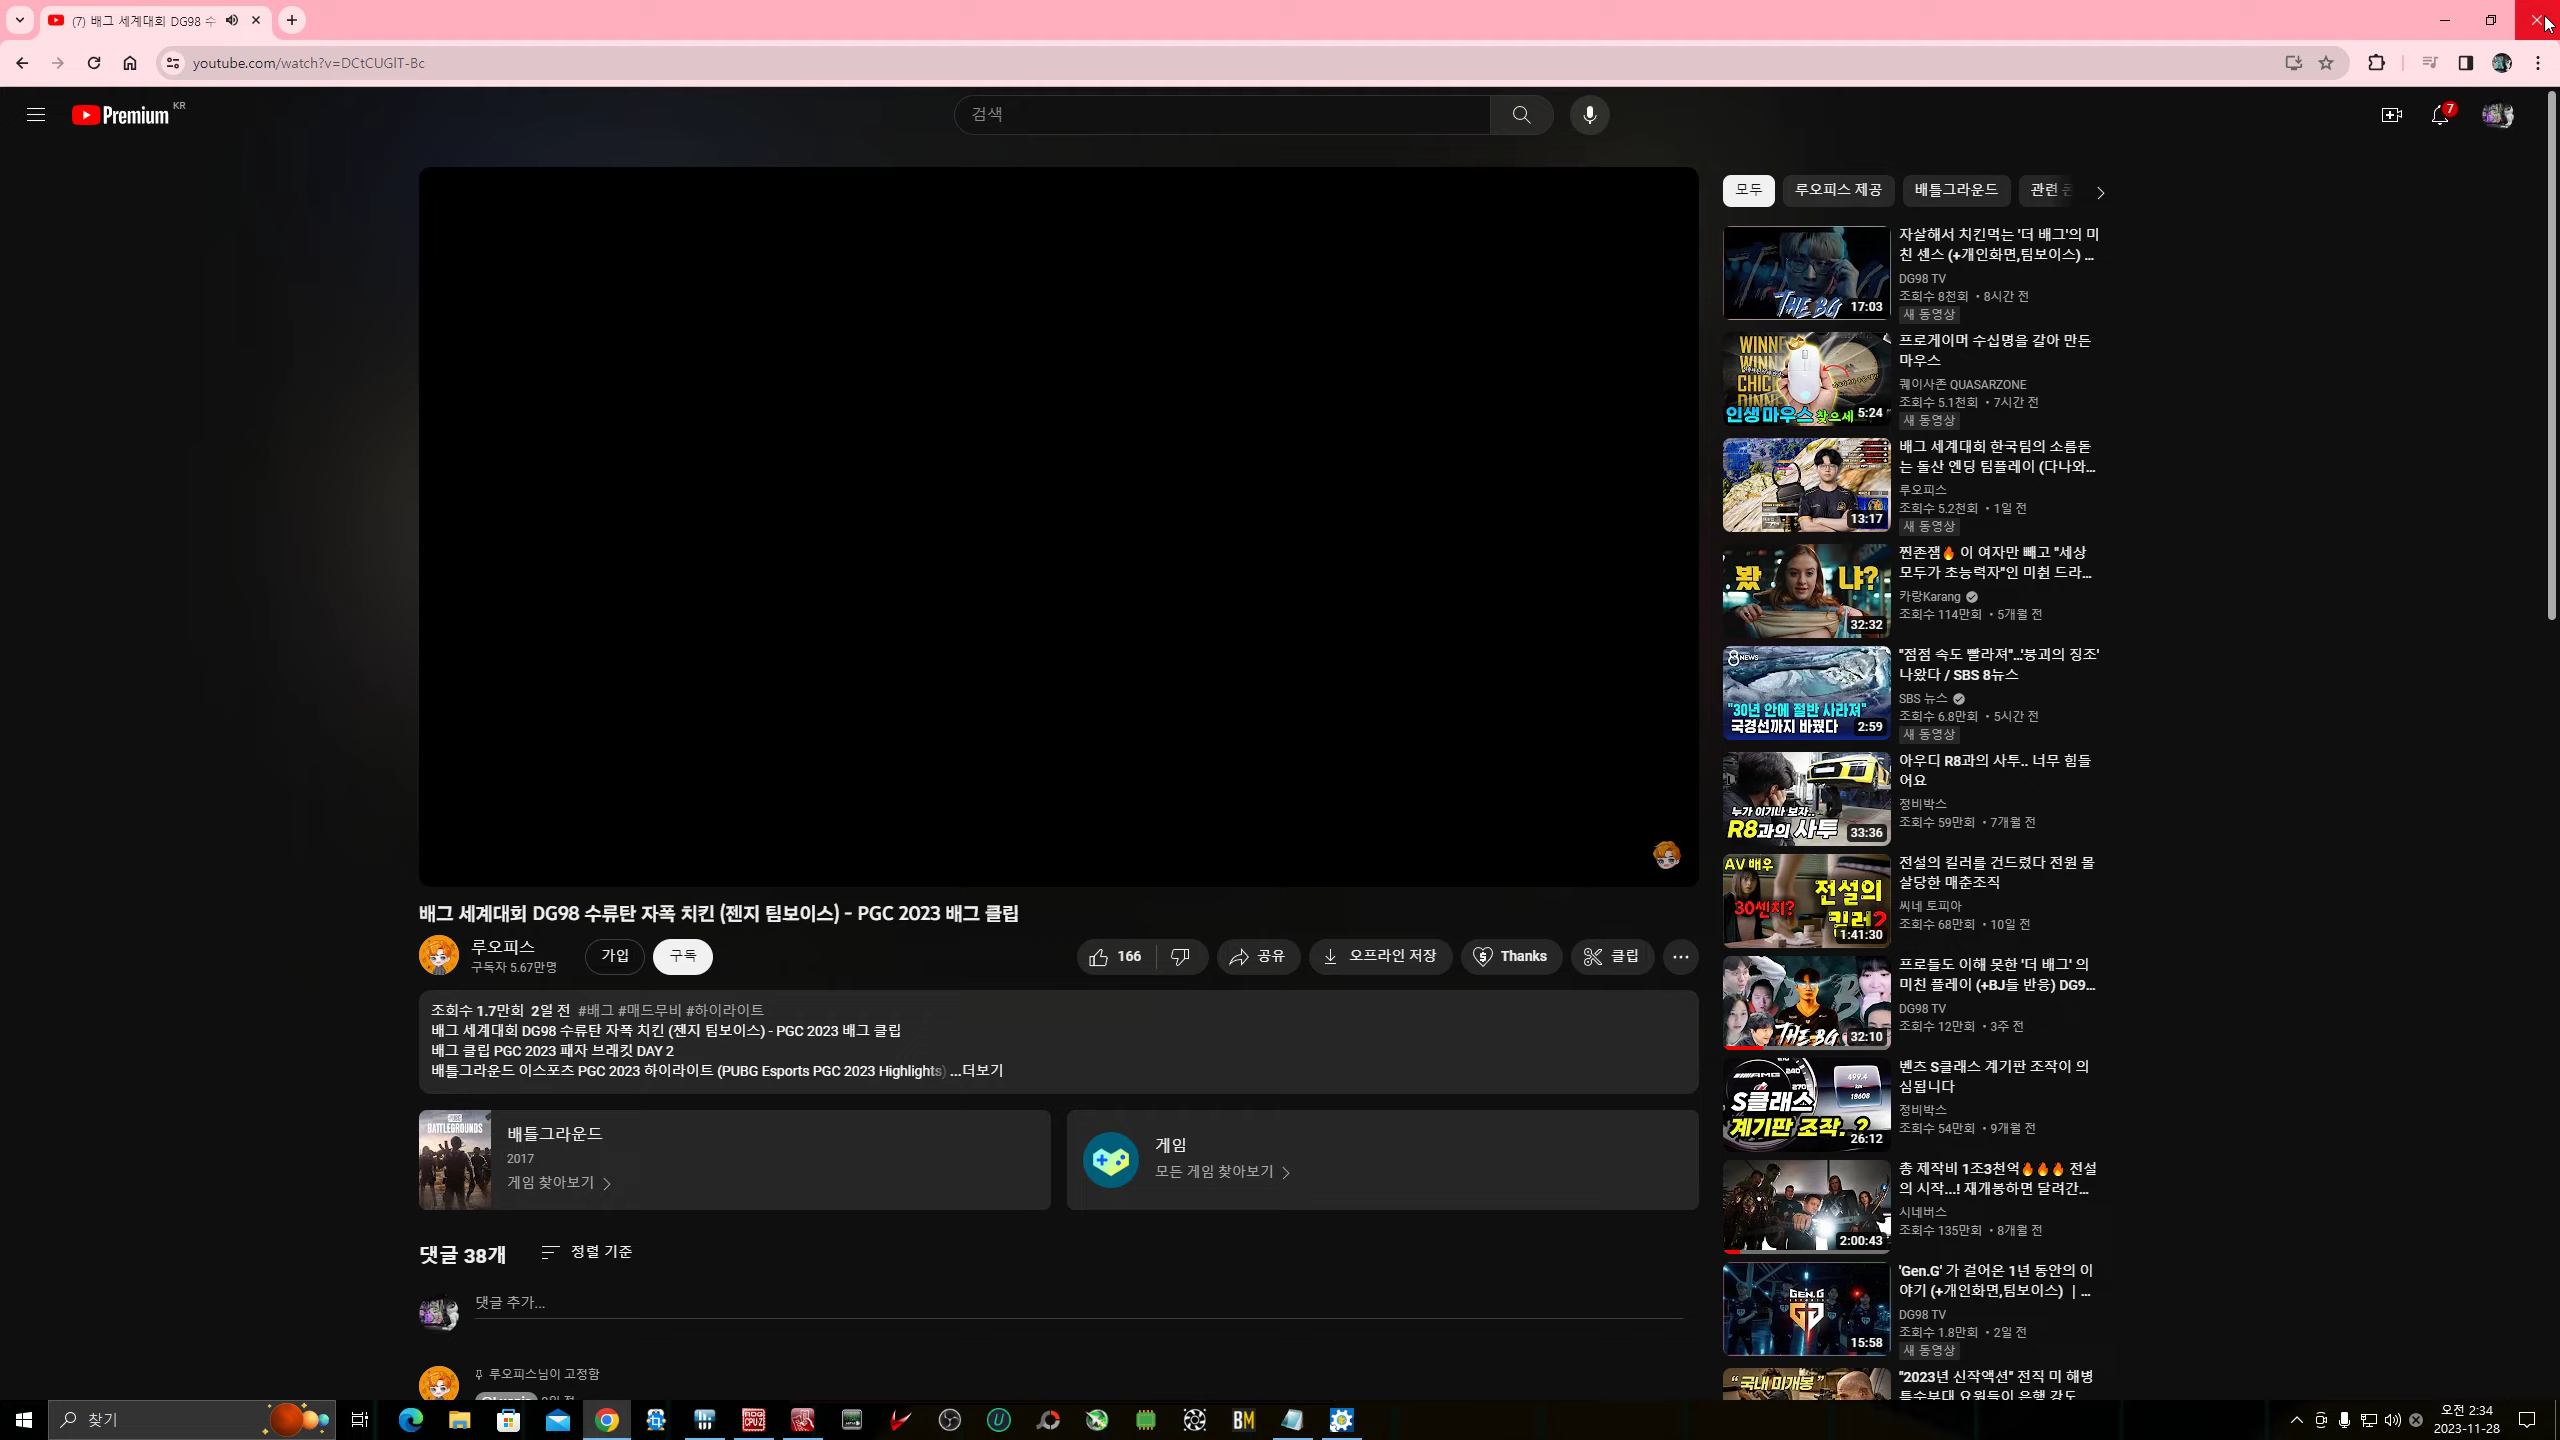 (7) 배그 세계대회 DG98 수
youtube.com/watch?v=DCtCUGlT-Bc
Premium KR
검색
7
모두
루오피스 제공
배틀그라운드
관련
THE BG
17:03
자살해서 치킨먹는 '더 배그'의 미
친 센스 (+개인화면,팀보이스) ...
DG98 TV
조회수 8천회 • 8시간 전
새 동영상
인생마우스 찾으세
5:24
프로게이머 수십명을 갈아 만든
마우스
퀘이사존 QUASARZONE
조회수 5.1천회 • 7시간 전
새 동영상
13:17
배그 세계대회 한국팀의 소름돋
는 돌산 엔딩 팀플레이 (다나와...
루오피스
조회수 5.2천회 • 1일 전
새 동영상
봤 냐?
32:32
찐존잼🔥 이 여자만 빼고 "세상
모두가 초능력자"인 미췬 드라...
카랑Karang
조회수 114만회 • 5개월 전
8 NEWS
"30년 안에 절반 사라져"
국경선까지 바꿨다
2:59
"점점 속도 빨라져"...'붕괴의 징조'
나왔다 / SBS 8뉴스
SBS 뉴스
조회수 6.8만회 • 5시간 전
새 동영상
누가 이기나 보자..
R8과의 사투
33:36
아우디 R8과의 사투.. 너무 힘들
어요
정비박스
조회수 59만회 • 7개월 전
AV 배우
30센치?
전설의
킬러?
1:41:30
전설의 킬러를 건드렸다 전원 몰
살당한 매춘조직
씨네 토피아
조회수 68만회 • 10일 전
THE BG
32:10
프로들도 이해 못한 '더 배그' 의
미친 플레이 (+BJ들 반응) DG9...
DG98 TV
조회수 12만회 • 3주 전
AMG
S클래스
계기판 조작. ?
26:12
벤츠 S클래스 계기판 조작이 의
심됩니다
정비박스
조회수 54만회 • 9개월 전
2:00:43
총 제작비 1조3천억🔥🔥🔥 전설
의 시작...! 재개봉하면 달려간...
시네버스
조회수 135만회 • 8개월 전
GEN.G
15:58
'Gen.G' 가 걸어온 1년 동안의 이
야기 (+개인화면,팀보이스) | ...
DG98 TV
조회수 1.8만회 • 2일 전
새 동영상
"국내 미개봉"
"2023년 신작액션" 전직 미 해병
특수부대 요원들이 은행 강도
배그 세계대회 DG98 수류탄 자폭 치킨 (젠지 팀보이스) - PGC 2023 배그 클립
루오피스
구독자 5.67만명
가입
구독
166
공유
오프라인 저장
Thanks
클립
조회수 1.7만회 2일 전 #배그 #매드무비 #하이라이트
배그 세계대회 DG98 수류탄 자폭 치킨 (젠지 팀보이스) - PGC 2023 배그 클립
배그 클립 PGC 2023 패자 브래킷 DAY 2
배틀그라운드 이스포츠 PGC 2023 하이라이트 (PUBG Esports PGC 2023 Highlights) ...더보기
BATTLEGROUNDS
배틀그라운드
2017
게임 찾아보기
게임
모든 게임 찾아보기
댓글 38개
정렬 기준
댓글 추가...
루오피스님이 고정함
찾기
CPUZ
BM
오전 2:34
2023-11-28